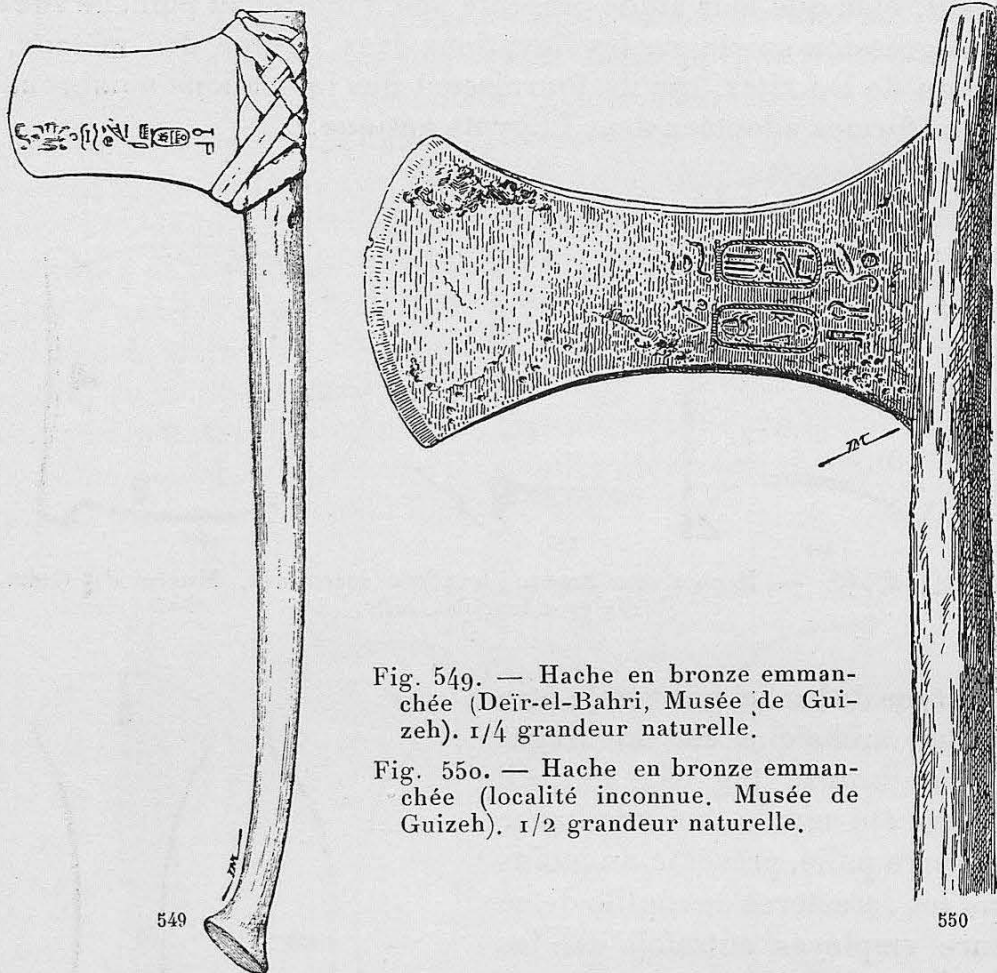 Fig. 549. — Hache en bronze emman-
chée (Deïr-el-Bahri, Musée de Gui-
zeh). 1/4 grandeur naturelle.
Fig. 550. — Hache en bronze emman-
chée (localité inconnue. Musée de
Guizeh). 1/2 grandeur naturelle.
549
550